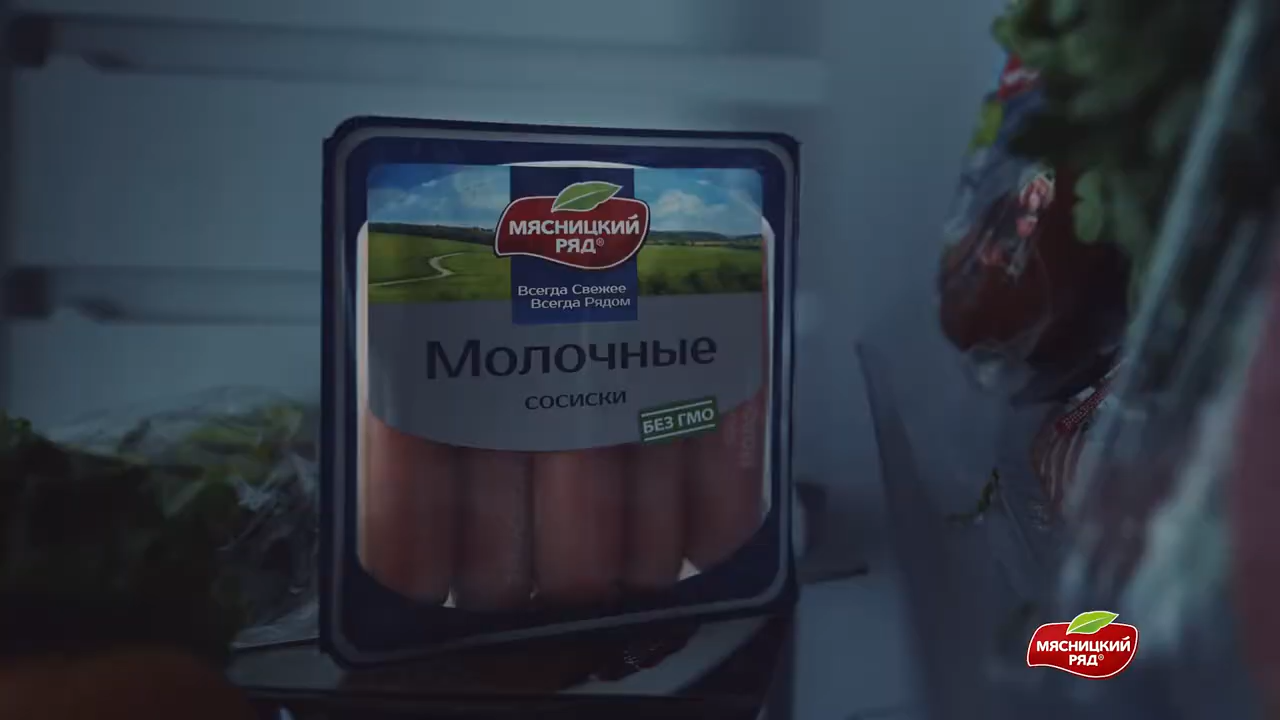 МЯСНИЦКИЙ
РЯД®
Всегда Свежее
Всегда Рядом
Молочные
сосиски
БЕЗ ГМО
МЯСНИЦКИЙ
РЯД®